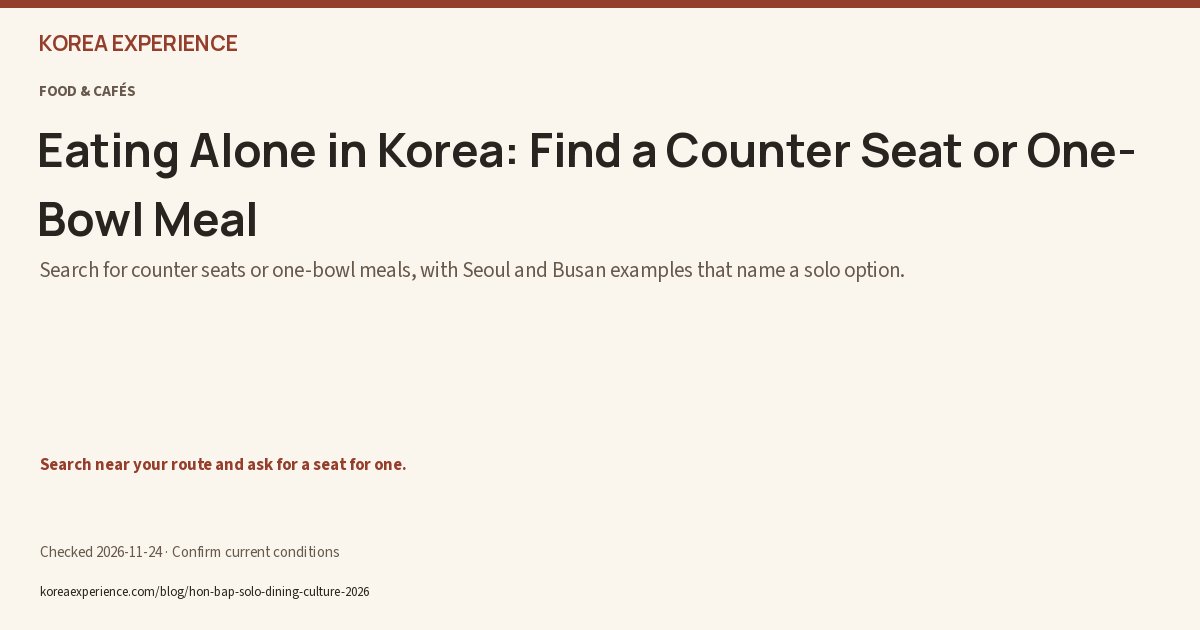 KOREA EXPERIENCE
FOOD & CAFÉS
Eating Alone in Korea: Find a Counter Seat or One-
Bowl Meal
Search for counter seats or one-bowl meals, with Seoul and Busan examples that name a solo option.
Search near your route and ask for a seat for one.
Checked 2026-11-24 · Confirm current conditions
koreaexperience.com/blog/hon-bap-solo-dining-culture-2026